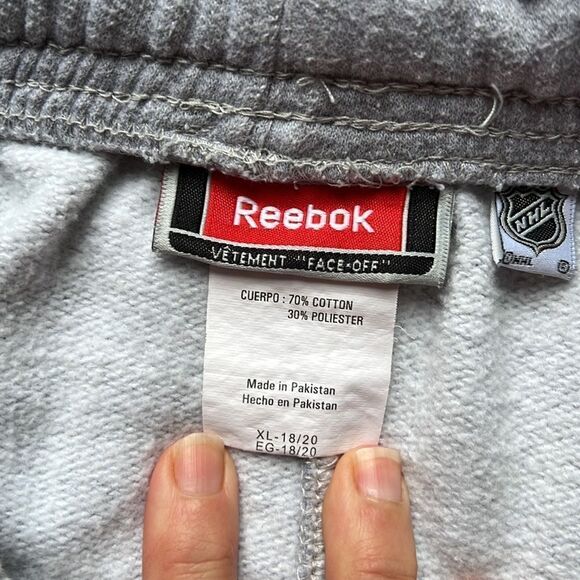 Reebok
VÊTEMENT "FACE-OFF"
NHL
©NHL
CUERPO : 70% COTTON
30% POLIESTER
Made in Pakistan
Hecho en Pakistan
XL-18/20
EG-18/20